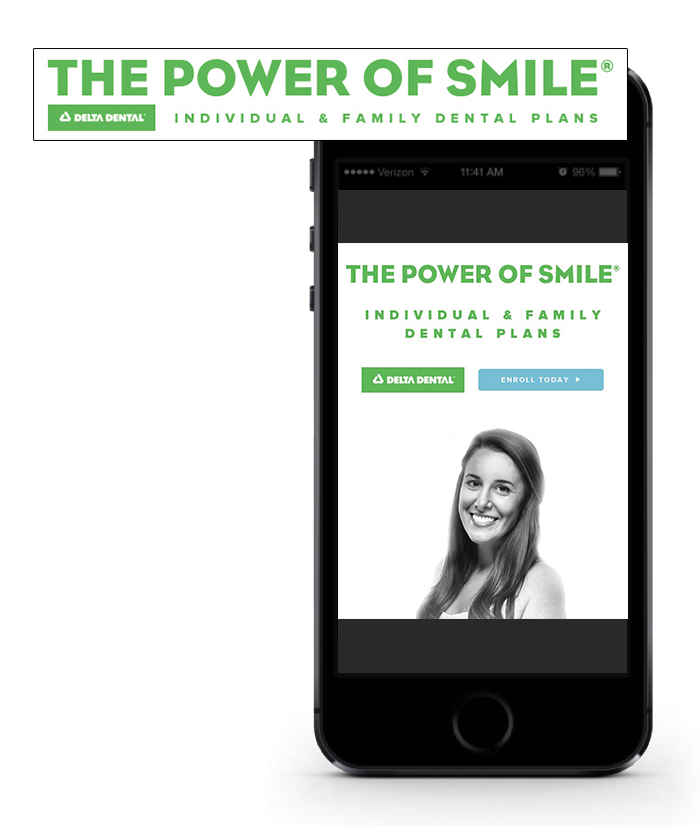 THE POWER OF SMILE®
DELTA DENTAL® INDIVIDUAL & FAMILY DENTAL PLANS
Verizon 11:41 AM 96%
THE POWER OF SMILE®
INDIVIDUAL & FAMILY
DENTAL PLANS
DELTA DENTAL® ENROLL TODAY